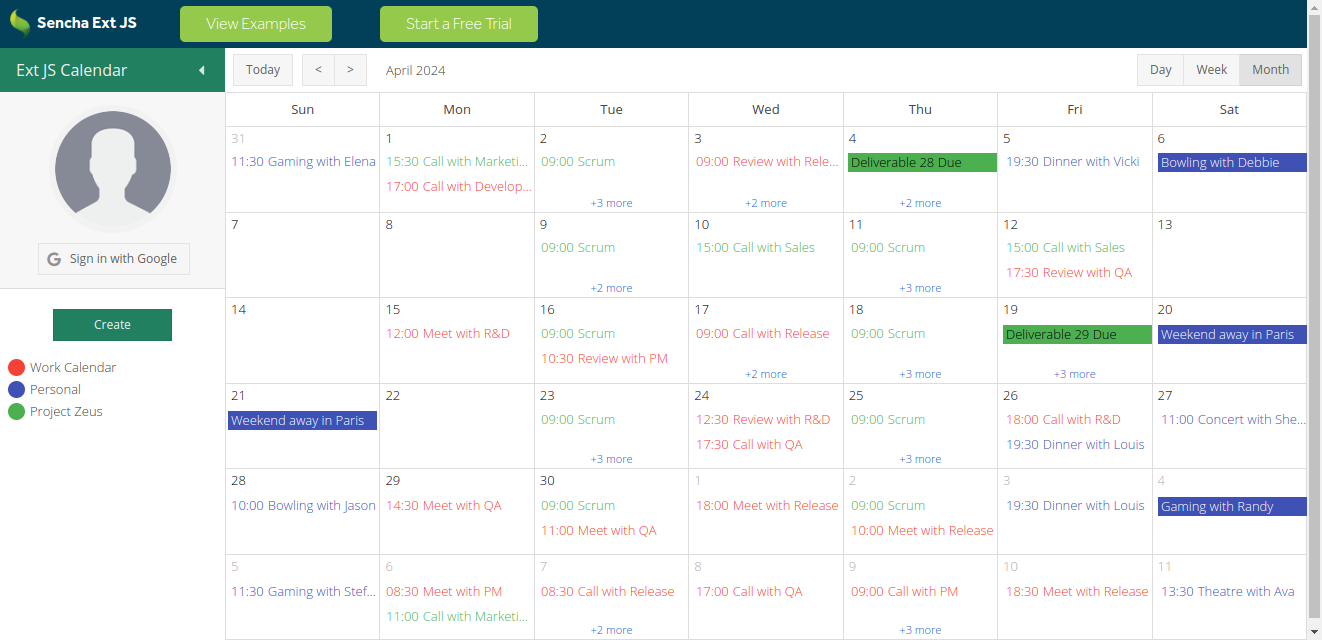 Sencha Ext JS
View Examples
Start a Free Trial
Ext JS Calendar
Sign in with Google
Create
Work Calendar
Personal
Project Zeus
Today < > April 2024 Day Week Month
Sun Mon Tue Wed Thu Fri Sat
31 1 2 3 4 5 6
11:30 Gaming with Elena 15:30 Call with Marketi... 09:00 Scrum 09:00 Review with Rele... Deliverable 28 Due 19:30 Dinner with Vicki Bowling with Debbie
17:00 Call with Develop...
+3 more +2 more +2 more
7 8 9 10 11 12 13
09:00 Scrum 15:00 Call with Sales 09:00 Scrum 15:00 Call with Sales
17:30 Review with QA
+2 more +3 more
14 15 16 17 18 19 20
12:00 Meet with R&D 09:00 Scrum 09:00 Call with Release 09:00 Scrum Deliverable 29 Due Weekend away in Paris
10:30 Review with PM
+2 more +3 more +3 more
21 22 23 24 25 26 27
Weekend away in Paris 09:00 Scrum 12:30 Review with R&D 09:00 Scrum 18:00 Call with R&D 11:00 Concert with She...
17:30 Call with QA 19:30 Dinner with Louis
+3 more +3 more
28 29 30 1 2 3 4
10:00 Bowling with Jason 14:30 Meet with QA 09:00 Scrum 18:00 Meet with Release 09:00 Scrum 19:30 Dinner with Louis Gaming with Randy
11:00 Meet with QA 10:00 Meet with Release
5 6 7 8 9 10 11
11:30 Gaming with Stef... 08:30 Meet with PM 08:30 Call with Release 17:00 Call with QA 09:00 Call with PM 18:30 Meet with Release 13:30 Theatre with Ava
11:00 Call with Marketi...
+2 more +3 more